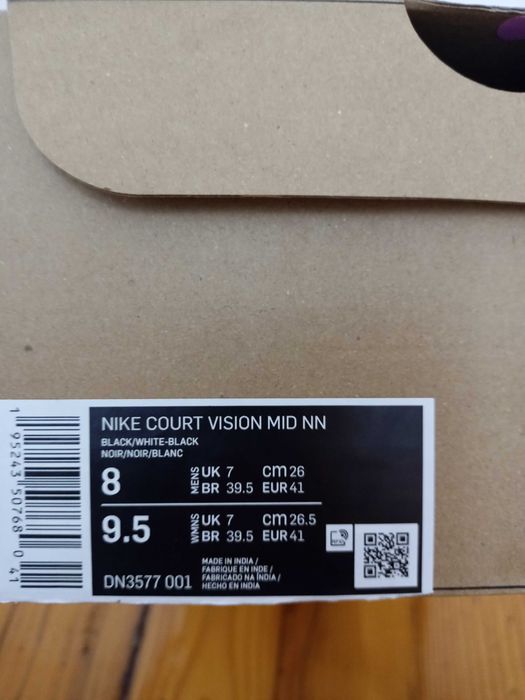 NIKE COURT VISION MID NN
BLACK/WHITE-BLACK
NOIR/NOIR/BLANC
8 MENS UK 7 cm 26
BR 39.5 EUR 41
9.5 WMNS UK 7 cm 26.5
BR 39.5 EUR 41
DN3577 001
MADE IN INDIA /
FABRIQUE EN INDE /
FABRICADO NA ÍNDIA /
HECHO EN INDIA
1 95243 50768 0 41